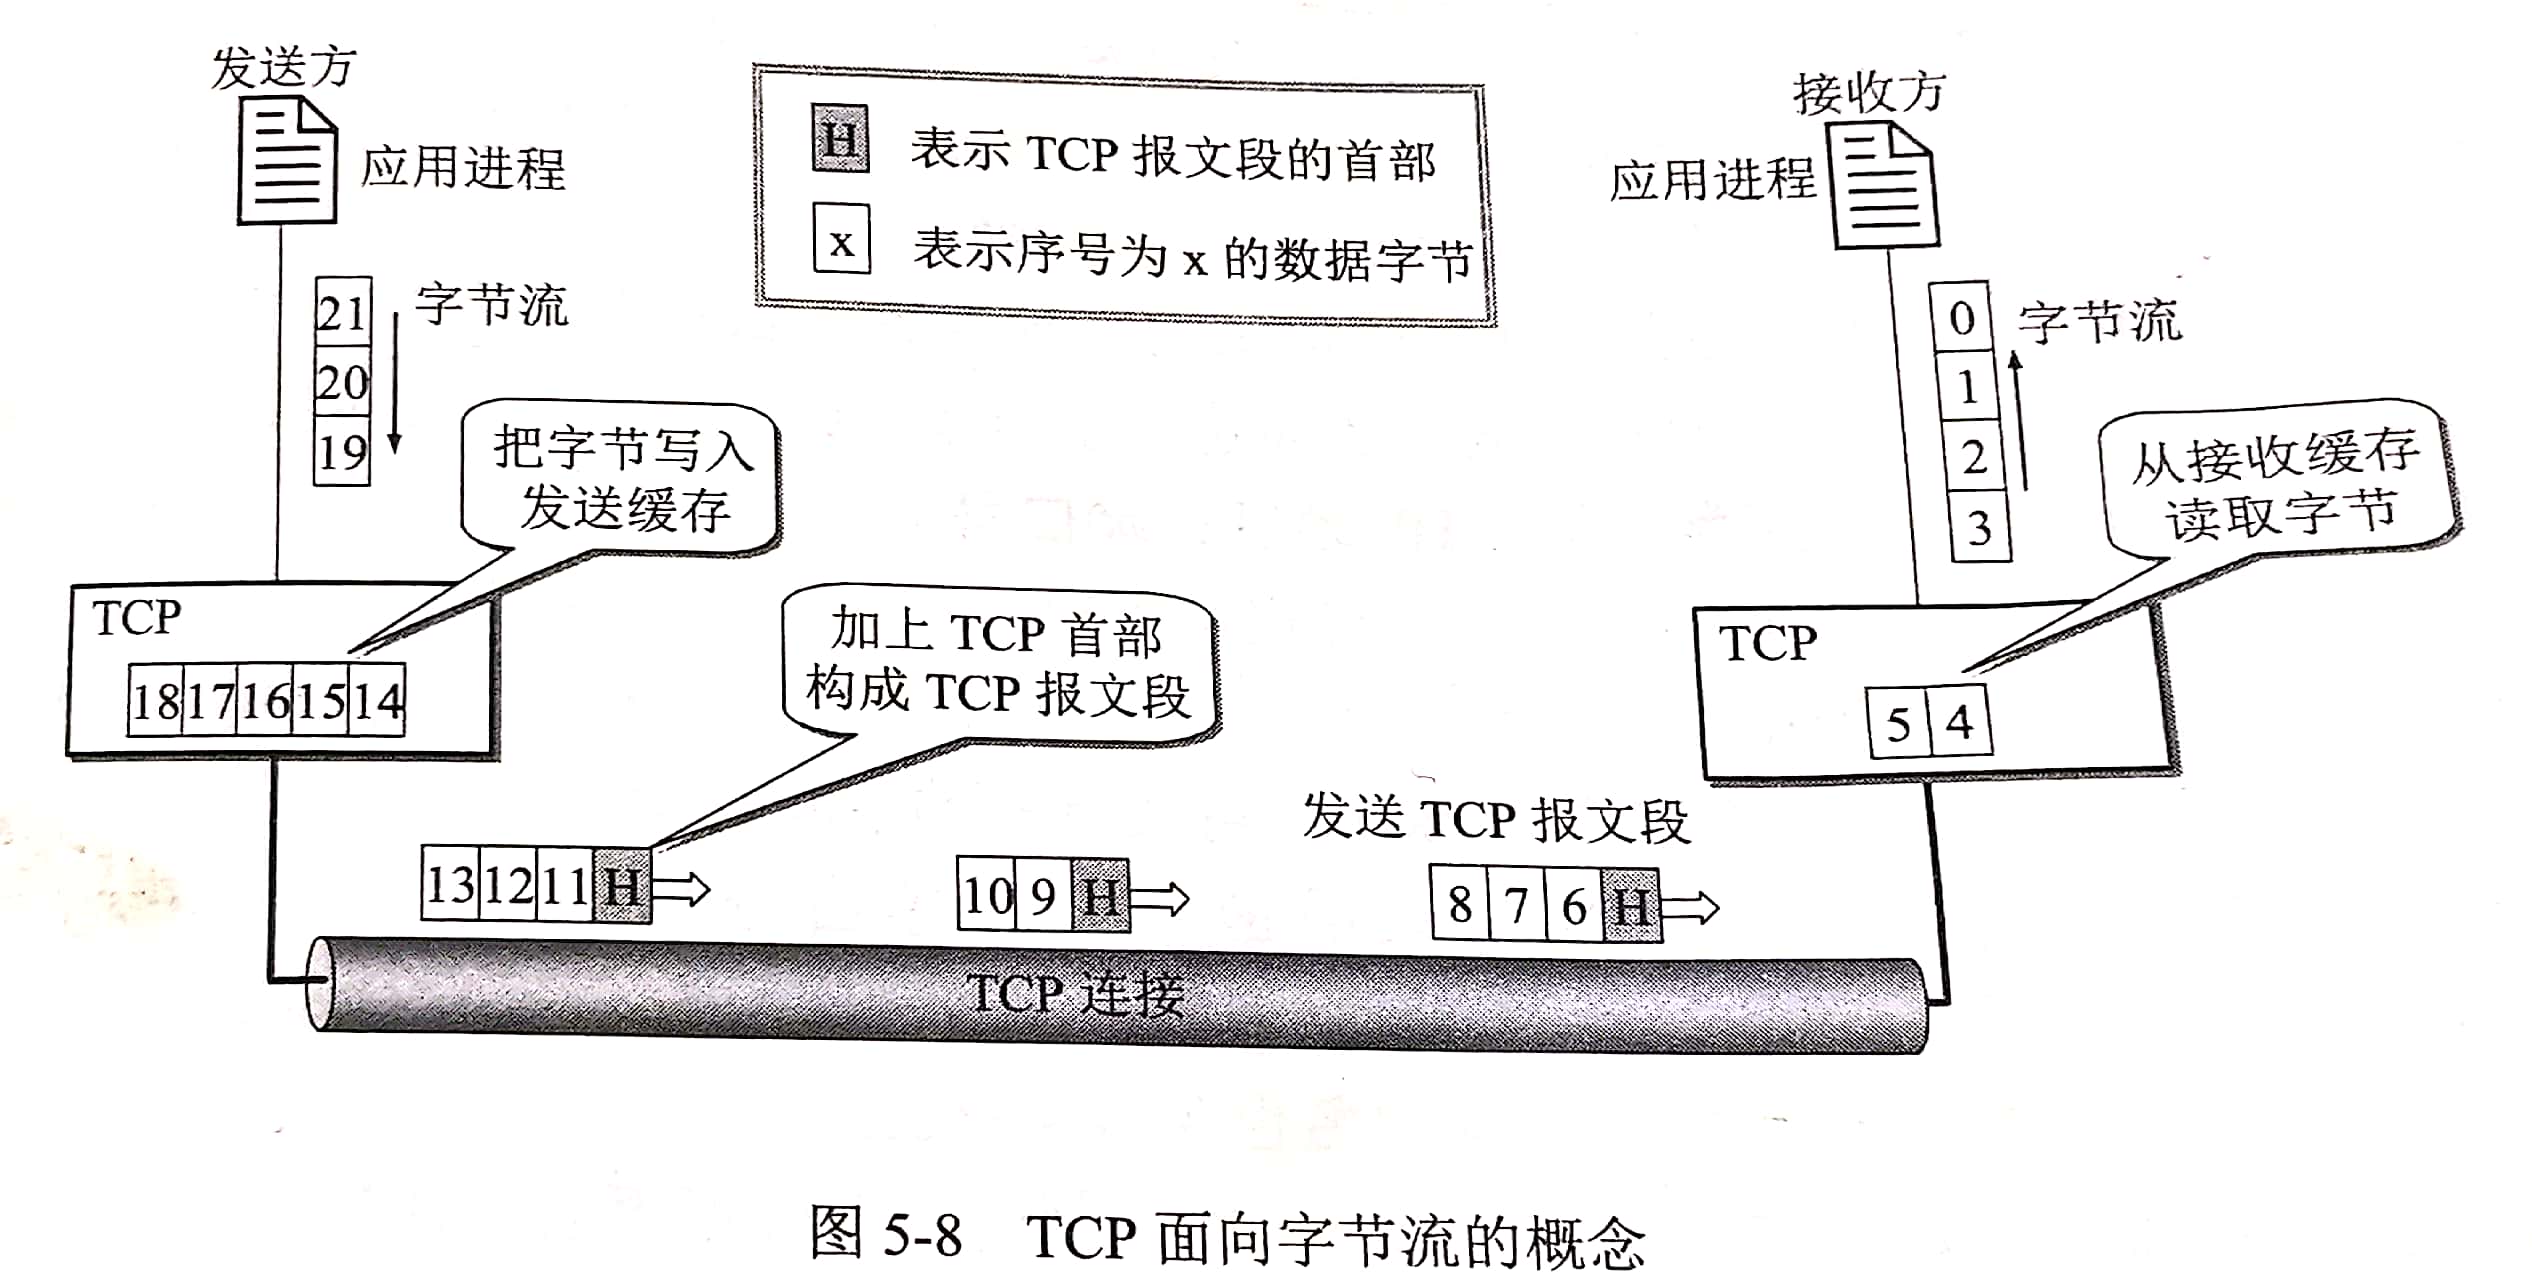 发送方
应用进程
H 表示 TCP 报文段的首部
x 表示序号为 x 的数据字节
接收方
应用进程
21
20
19
字节流
0
1
2
3
字节流
把字节写入
发送缓存
从接收缓存
读取字节
TCP
18 17 16 15 14
加上 TCP 首部
构成 TCP 报文段
TCP
5 4
发送 TCP 报文段
13 12 11 H
10 9 H
8 7 6 H
TCP 连接
图 5-8 TCP 面向字节流的概念